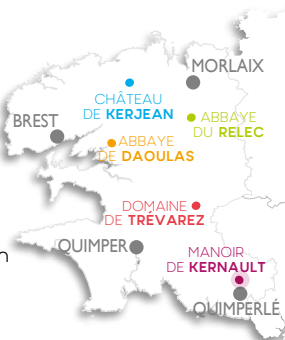 MORLAIX
CHÂTEAU
DE KERJEAN
BREST
ABBAYE
DU RELEC
ABBAYE
DE DAOULAS
DOMAINE
DE TRÉVAREZ
QUIMPER
n
MANOIR
DE KERNAULT
QUIMPERLÉ